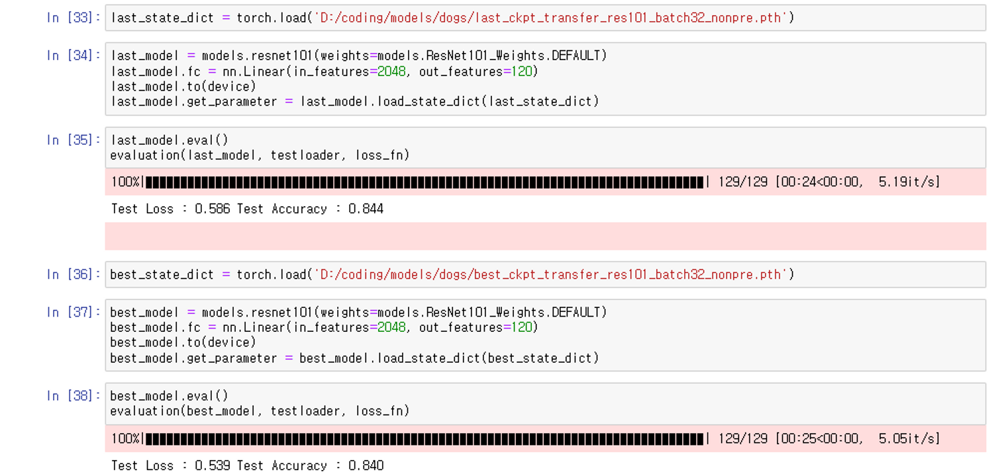 In [33]: last_state_dict = torch.load('D:/coding/models/dogs/last_ckpt_transfer_res101_batch32_nonpre.pth')
In [34]: last_model = models.resnet101(weights=models.ResNet101_Weights.DEFAULT)
last_model.fc = nn.Linear(in_features=2048, out_features=120)
last_model.to(device)
last_model.get_parameter = last_model.load_state_dict(last_state_dict)
In [35]: last_model.eval()
evaluation(last_model, testloader, loss_fn)
100%|██████████████████████████████████████████████████████████████████████████████| 129/129 [00:24<00:00,  5.19it/s]
Test Loss : 0.586 Test Accuracy : 0.844
In [36]: best_state_dict = torch.load('D:/coding/models/dogs/best_ckpt_transfer_res101_batch32_nonpre.pth')
In [37]: best_model = models.resnet101(weights=models.ResNet101_Weights.DEFAULT)
best_model.fc = nn.Linear(in_features=2048, out_features=120)
best_model.to(device)
best_model.get_parameter = best_model.load_state_dict(best_state_dict)
In [38]: best_model.eval()
evaluation(best_model, testloader, loss_fn)
100%|██████████████████████████████████████████████████████████████████████████████| 129/129 [00:25<00:00,  5.05it/s]
Test Loss : 0.539 Test Accuracy : 0.840